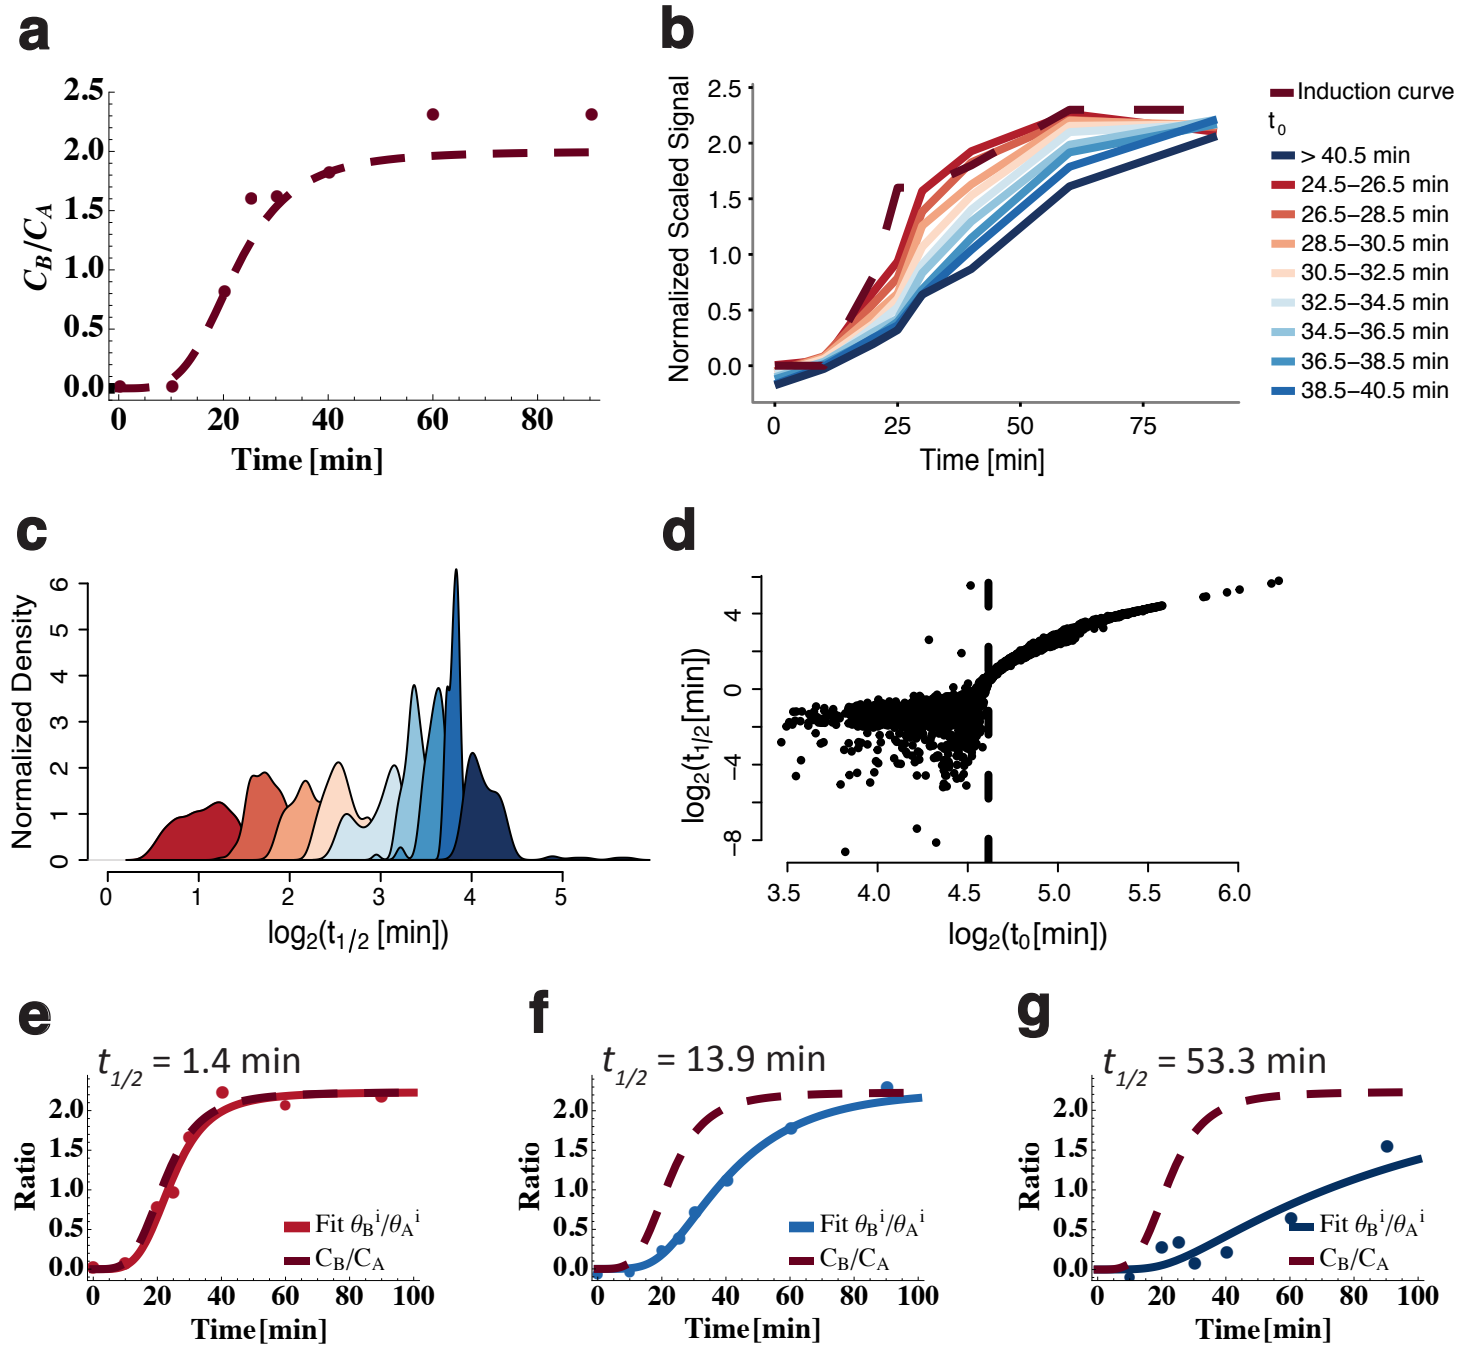 a
2.5
2.0
1.5
1.0
0.5
0.0
C_B/C_A
0 20 40 60 80
Time [min]
b
2.5
2.0
1.5
1.0
0.5
0.0
Normalized Scaled Signal
0 25 50 75
Time [min]
Induction curve
t₀
> 40.5 min
24.5–26.5 min
26.5–28.5 min
28.5–30.5 min
30.5–32.5 min
32.5–34.5 min
34.5–36.5 min
36.5–38.5 min
38.5–40.5 min
c
6
5
4
3
2
1
0
Normalized Density
0 1 2 3 4 5
log₂(t₁/₂ [min])
d
4
0
−4
−8
log₂(t₁/₂[min])
3.5 4.0 4.5 5.0 5.5 6.0
log₂(t₀[min])
e
t₁/₂ = 1.4 min
2.0
1.5
1.0
0.5
0.0
Ratio
Fit θ_B^i/θ_A^i
C_B/C_A
0 20 40 60 80 100
Time [min]
f
t₁/₂ = 13.9 min
2.0
1.5
1.0
0.5
0.0
Ratio
Fit θ_B^i/θ_A^i
C_B/C_A
0 20 40 60 80 100
Time [min]
g
t₁/₂ = 53.3 min
2.0
1.5
1.0
0.5
0.0
Ratio
Fit θ_B^i/θ_A^i
C_B/C_A
0 20 40 60 80 100
Time [min]